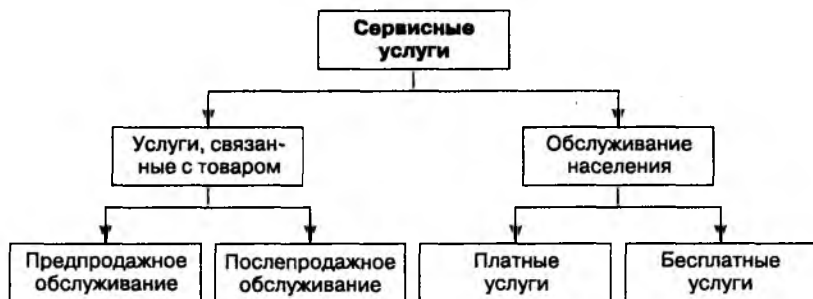 Сервисные
услуги
Услуги, связан-
ные с товаром
Обслуживание
населения
Предпродажное
обслуживание
Послепродажное
обслуживание
Платные
услуги
Бесплатные
услуги